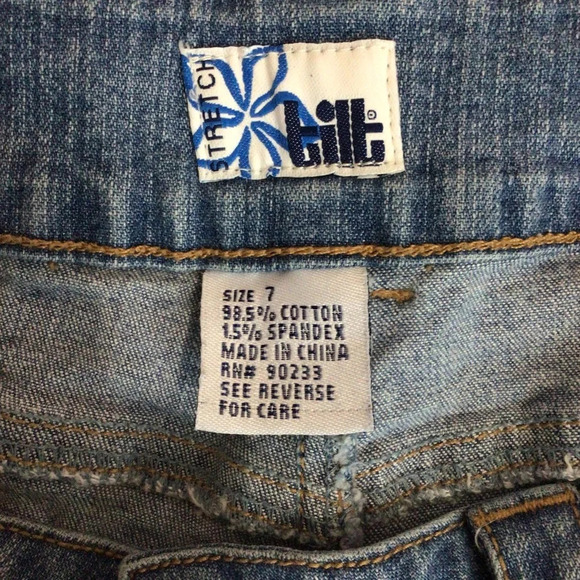 STRETCH
tilt®
SIZE 7
98.5% COTTON
1.5% SPANDEX
MADE IN CHINA
RN# 90233
SEE REVERSE
FOR CARE